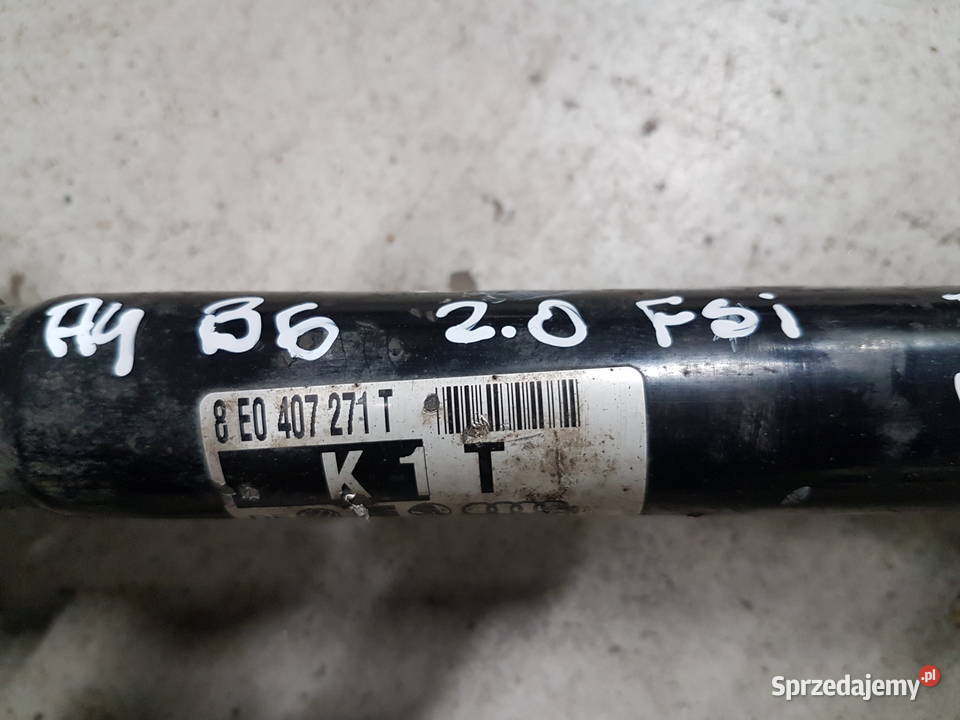 A4 B6 2.0 FSi
8 E0 407 271 T
K 1 T
Sprzedajemy.pl